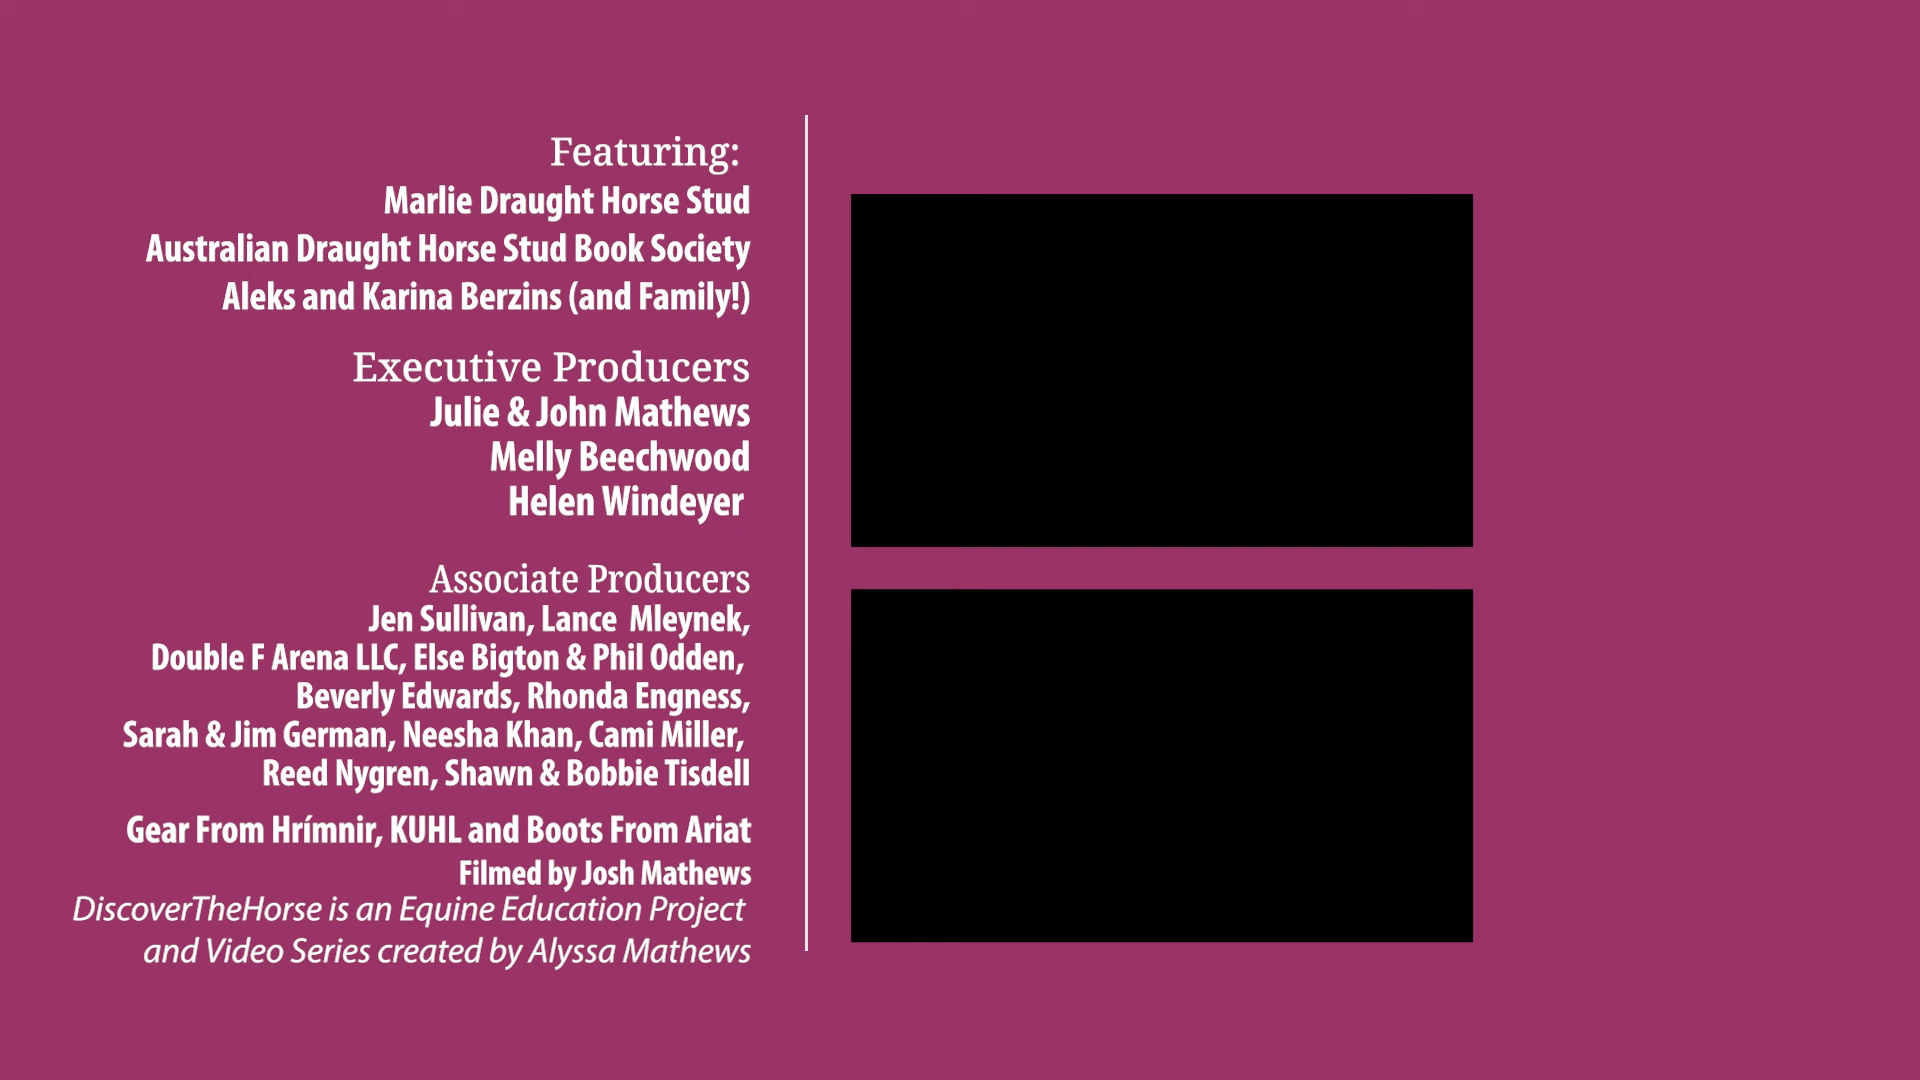 Featuring:
Marlie Draught Horse Stud
Australian Draught Horse Stud Book Society
Aleks and Karina Berzins (and Family!)
Executive Producers
Julie & John Mathews
Melly Beechwood
Helen Windeyer
Associate Producers
Jen Sullivan, Lance Mleynek,
Double F Arena LLC, Else Bigton & Phil Odden,
Beverly Edwards, Rhonda Engness,
Sarah & Jim German, Neesha Khan, Cami Miller,
Reed Nygren, Shawn & Bobbie Tisdell
Gear From Hrímnir, KUHL and Boots From Ariat
Filmed by Josh Mathews
DiscoverTheHorse is an Equine Education Project
and Video Series created by Alyssa Mathews